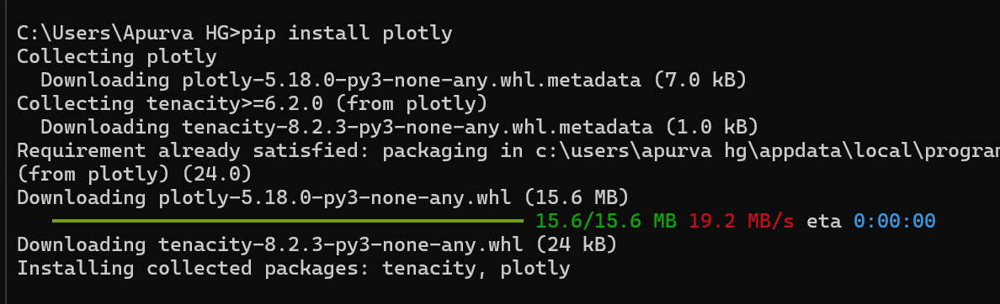 C:\Users\Apurva HG>pip install plotly
Collecting plotly
  Downloading plotly-5.18.0-py3-none-any.whl.metadata (7.0 kB)
Collecting tenacity>=6.2.0 (from plotly)
  Downloading tenacity-8.2.3-py3-none-any.whl.metadata (1.0 kB)
Requirement already satisfied: packaging in c:\users\apurva hg\appdata\local\program
(from plotly) (24.0)
Downloading plotly-5.18.0-py3-none-any.whl (15.6 MB)
15.6/15.6 MB 19.2 MB/s eta 0:00:00
Downloading tenacity-8.2.3-py3-none-any.whl (24 kB)
Installing collected packages: tenacity, plotly